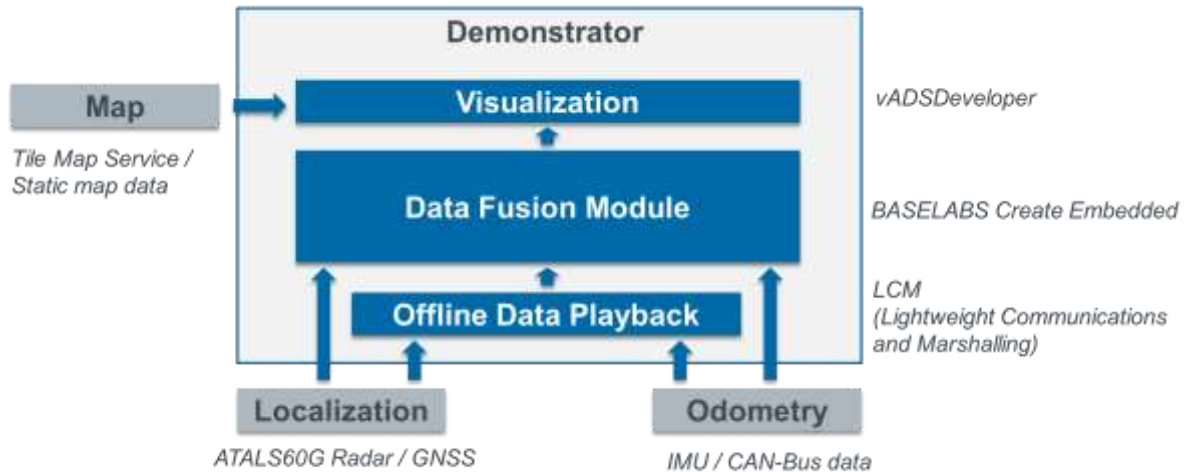 Demonstrator
Map
Visualization
vADSDeveloper
Tile Map Service /
Static map data
Data Fusion Module
BASELABS Create Embedded
Offline Data Playback
LCM
(Lightweight Communications
and Marshalling)
Localization
Odometry
ATALS60G Radar / GNSS
IMU / CAN-Bus data